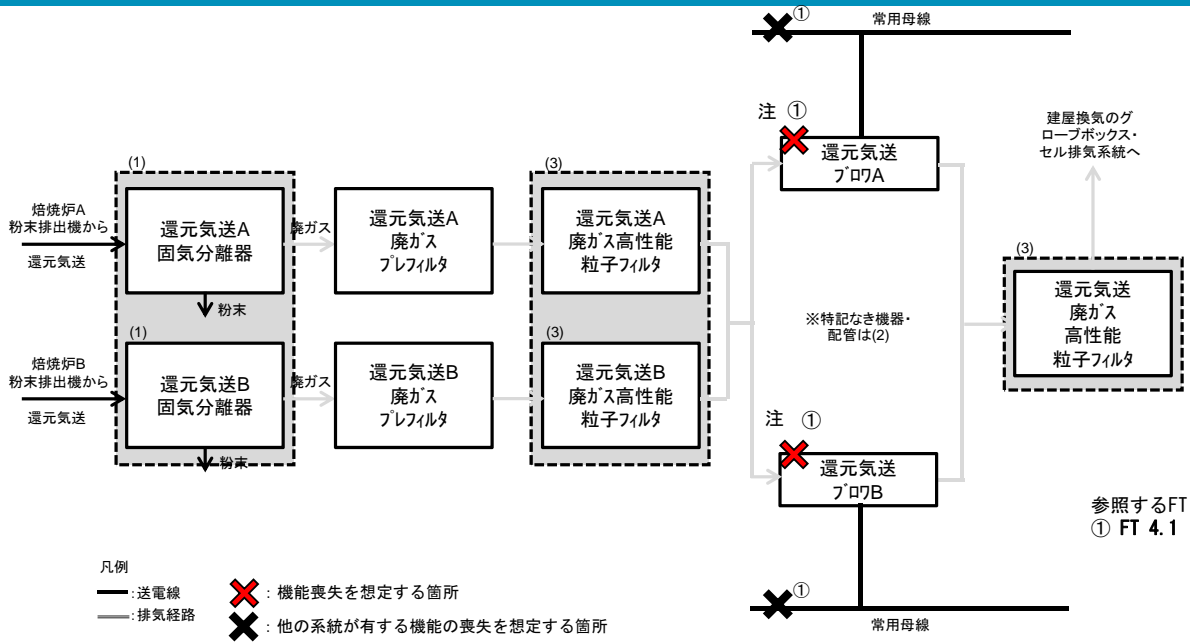 ①
常用母線
注 ①
還元気送
ブロワA
建屋換気のグ
ローブボックス・
セル排気系統へ
(1)
焙焼炉A
粉末排出機から
還元気送
還元気送A
固気分離器
粉末
廃ガス
還元気送A
廃ガス
プレフィルタ
(3)
還元気送A
廃ガス高性能
粒子フィルタ
※特記なき機器・
配管は(2)
(3)
還元気送
廃ガス
高性能
粒子フィルタ
(1)
焙焼炉B
粉末排出機から
還元気送
還元気送B
固気分離器
粉末
廃ガス
還元気送B
廃ガス
プレフィルタ
(3)
還元気送B
廃ガス高性能
粒子フィルタ
注 ①
還元気送
ブロワB
参照するFT
① FT 4.1
①
常用母線
凡例
:送電線
:排気経路
: 機能喪失を想定する箇所
: 他の系統が有する機能の喪失を想定する箇所